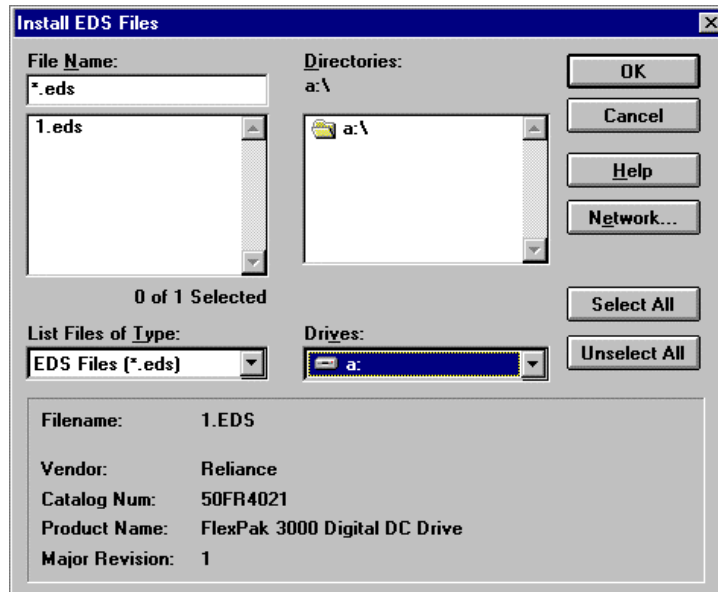 Install EDS Files
File Name:
*.eds
1.eds
0 of 1 Selected
List Files of Type:
EDS Files (*.eds)
Directories:
a:\
a:\
Drives:
a:
OK
Cancel
Help
Network...
Select All
Unselect All
Filename: 1.EDS
Vendor: Reliance
Catalog Num: 50FR4021
Product Name: FlexPak 3000 Digital DC Drive
Major Revision: 1